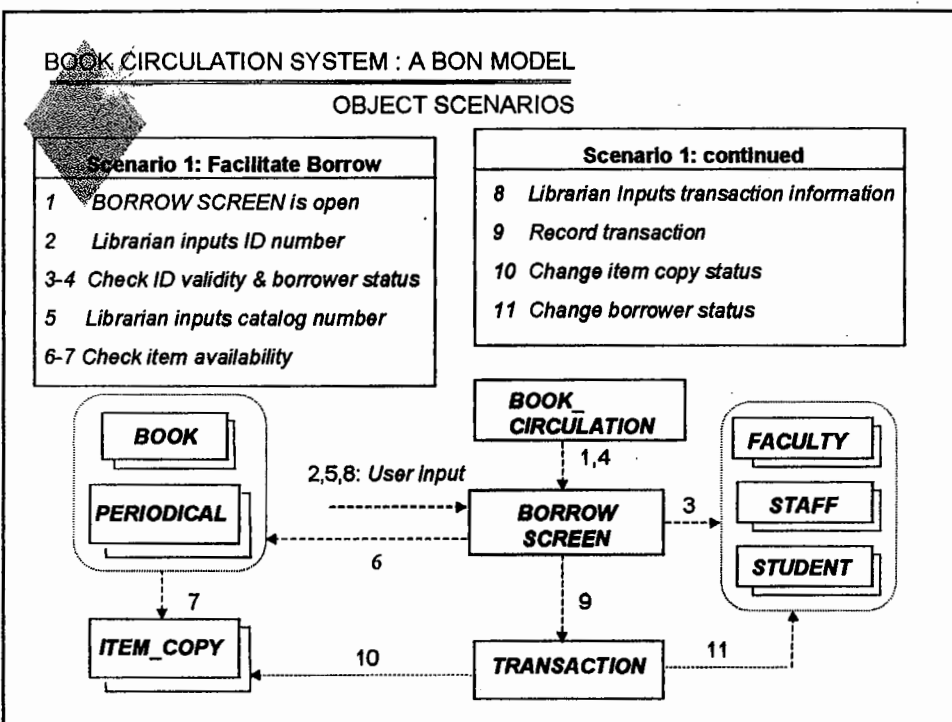 BOOK CIRCULATION SYSTEM : A BON MODEL
OBJECT SCENARIOS
Scenario 1: Facilitate Borrow
1 BORROW SCREEN is open
2 Librarian inputs ID number
3-4 Check ID validity & borrower status
5 Librarian inputs catalog number
6-7 Check item availability
Scenario 1: continued
8 Librarian Inputs transaction information
9 Record transaction
10 Change item copy status
11 Change borrower status
BOOK
PERIODICAL
7
ITEM_COPY
2,5,8: User Input
6
10
BOOK_
CIRCULATION
1,4
BORROW
SCREEN
9
TRANSACTION
3
11
FACULTY
STAFF
STUDENT